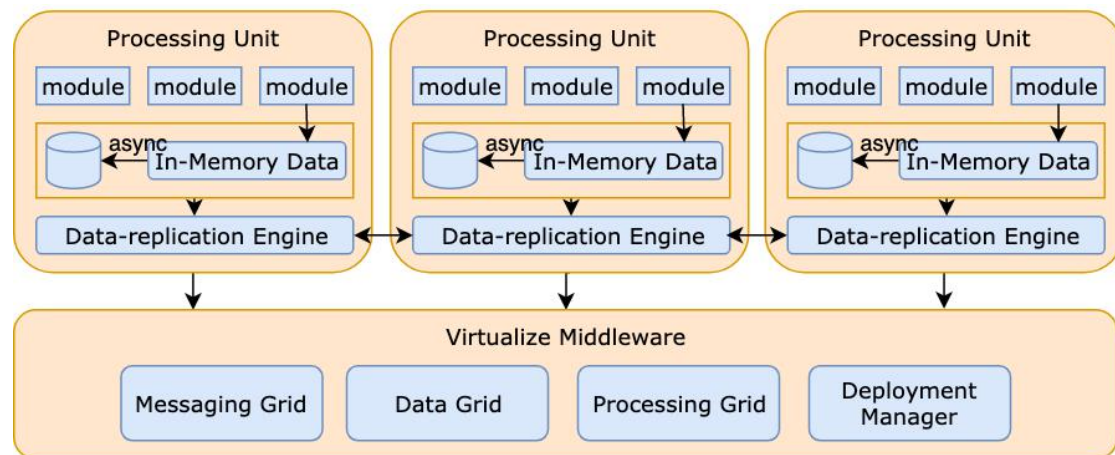 Processing Unit
module module module
async
In-Memory Data
Data-replication Engine
Processing Unit
module module module
async
In-Memory Data
Data-replication Engine
Processing Unit
module module module
async
In-Memory Data
Data-replication Engine
Virtualize Middleware
Messaging Grid
Data Grid
Processing Grid
Deployment
Manager